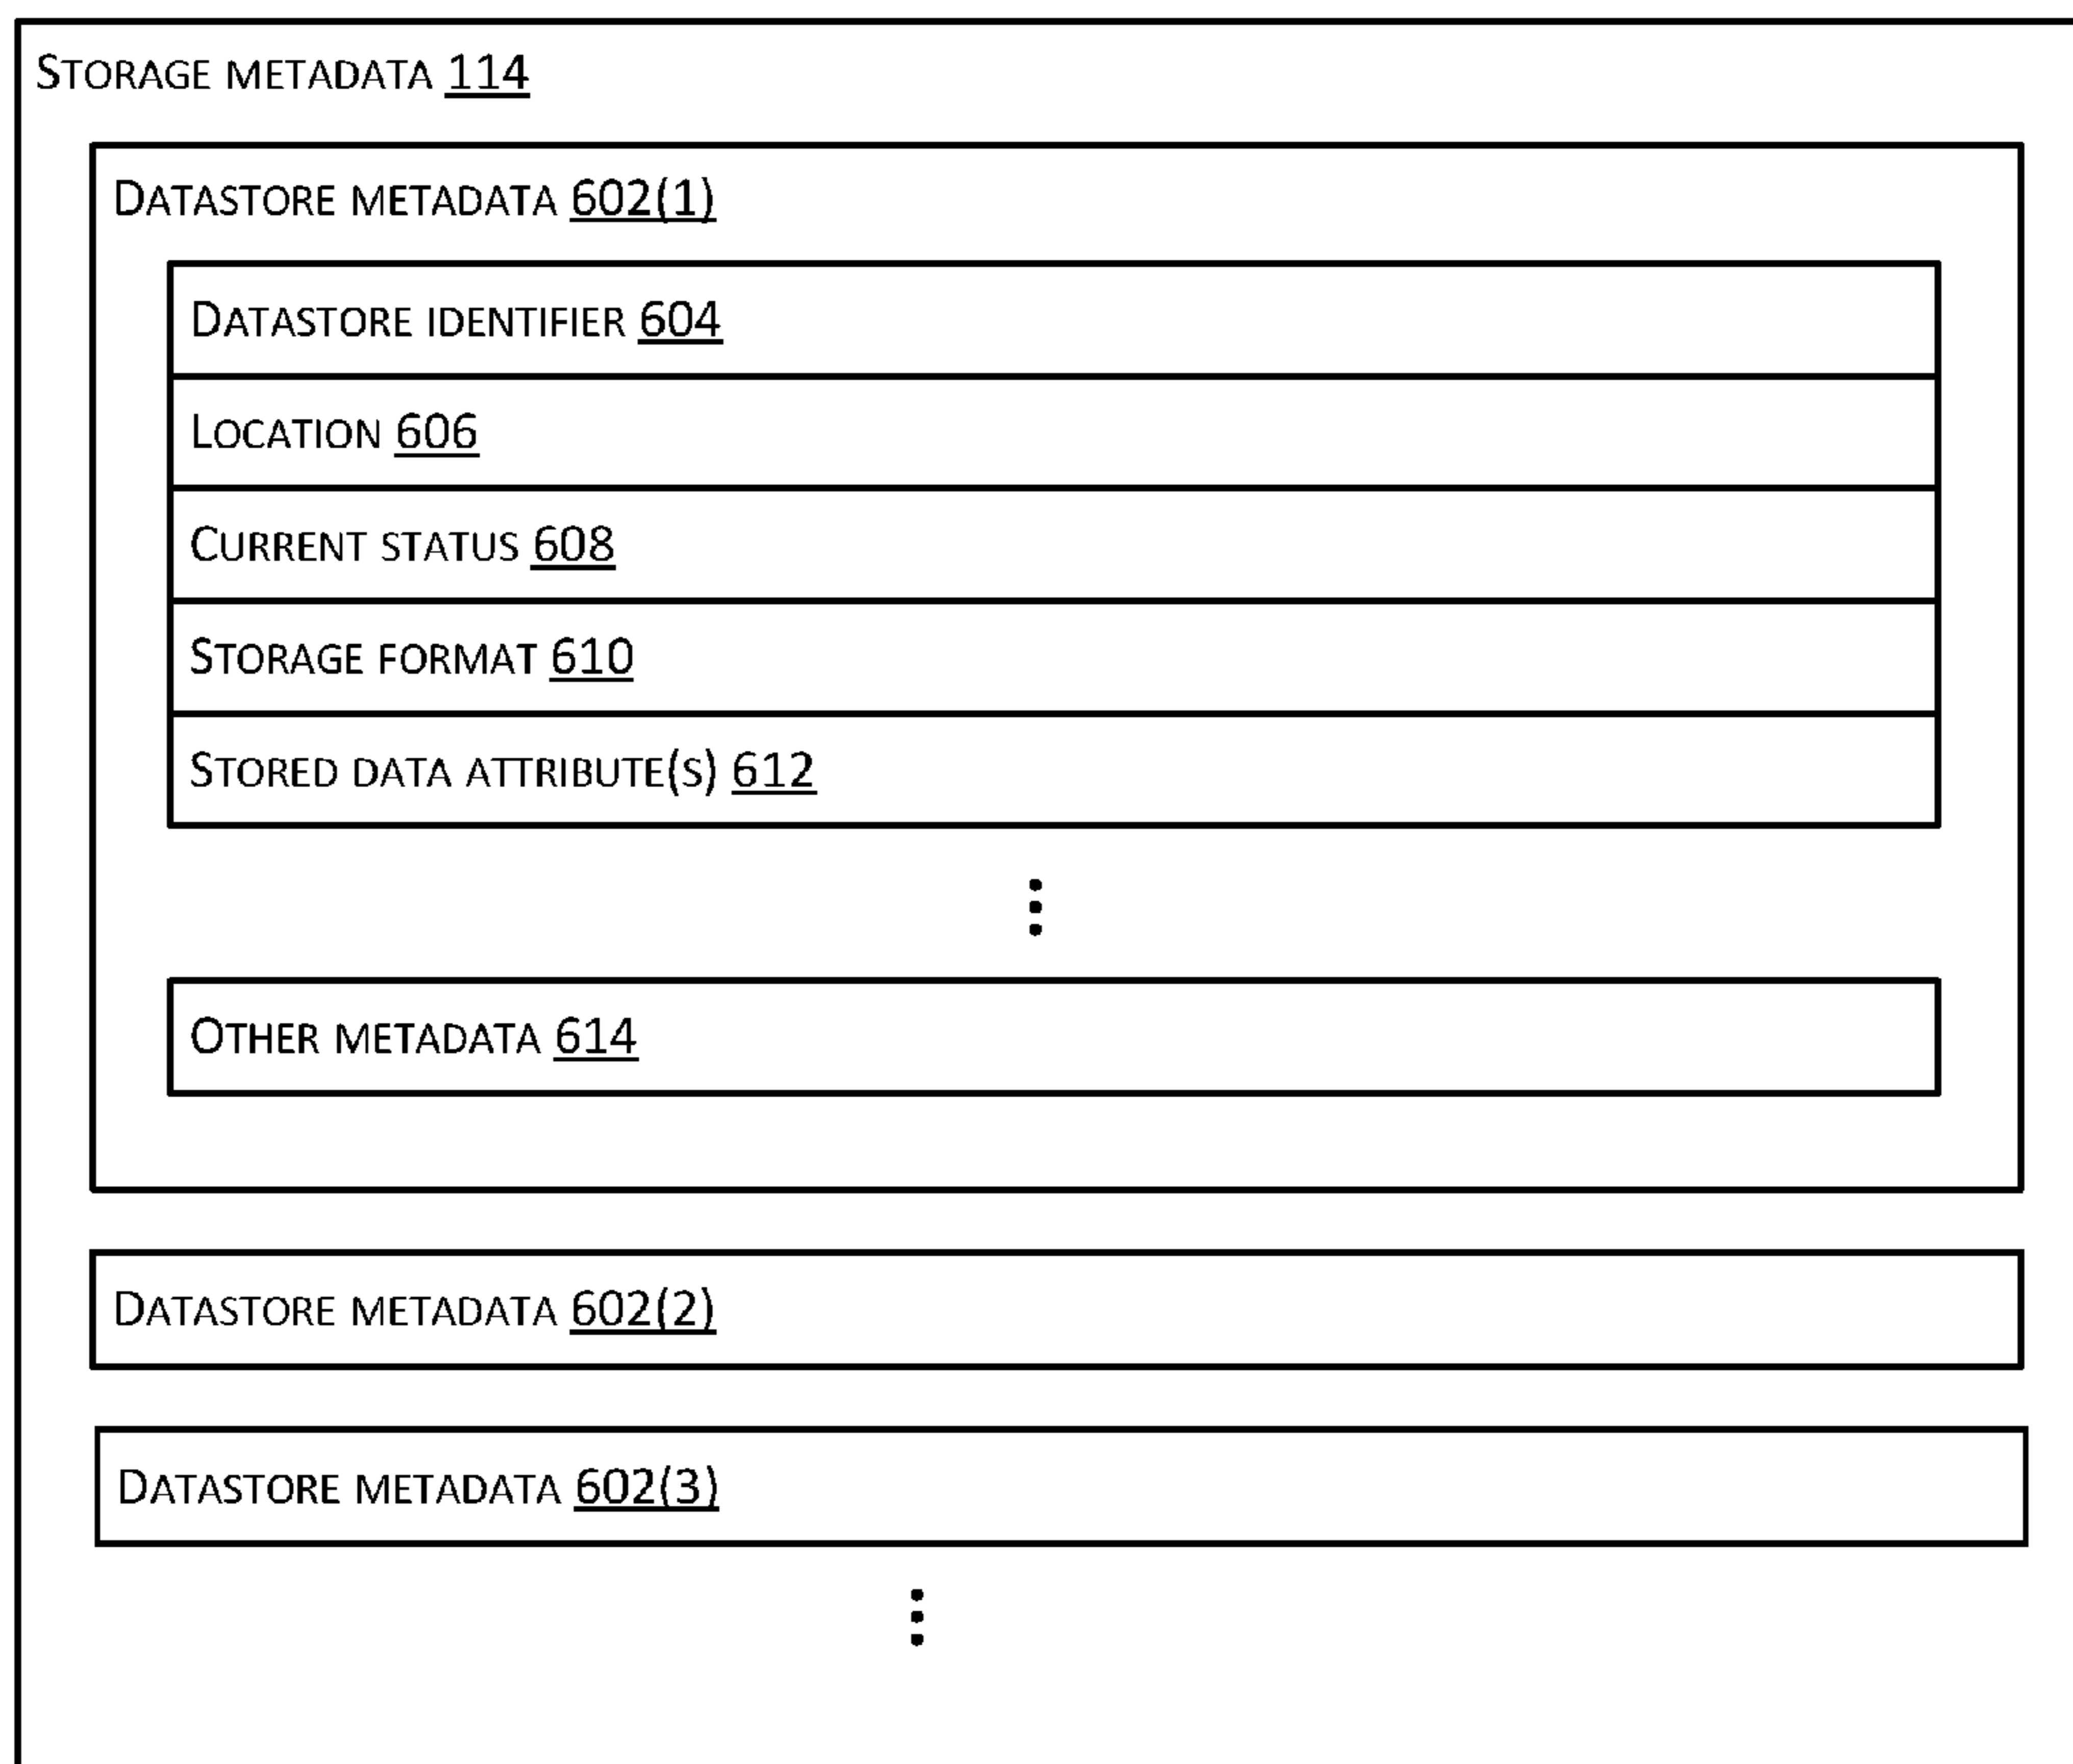 STORAGE METADATA 114
DATASTORE METADATA 602(1)
DATASTORE IDENTIFIER 604
LOCATION 606
CURRENT STATUS 608
STORAGE FORMAT 610
STORED DATA ATTRIBUTE(S) 612
OTHER METADATA 614
DATASTORE METADATA 602(2)
DATASTORE METADATA 602(3)